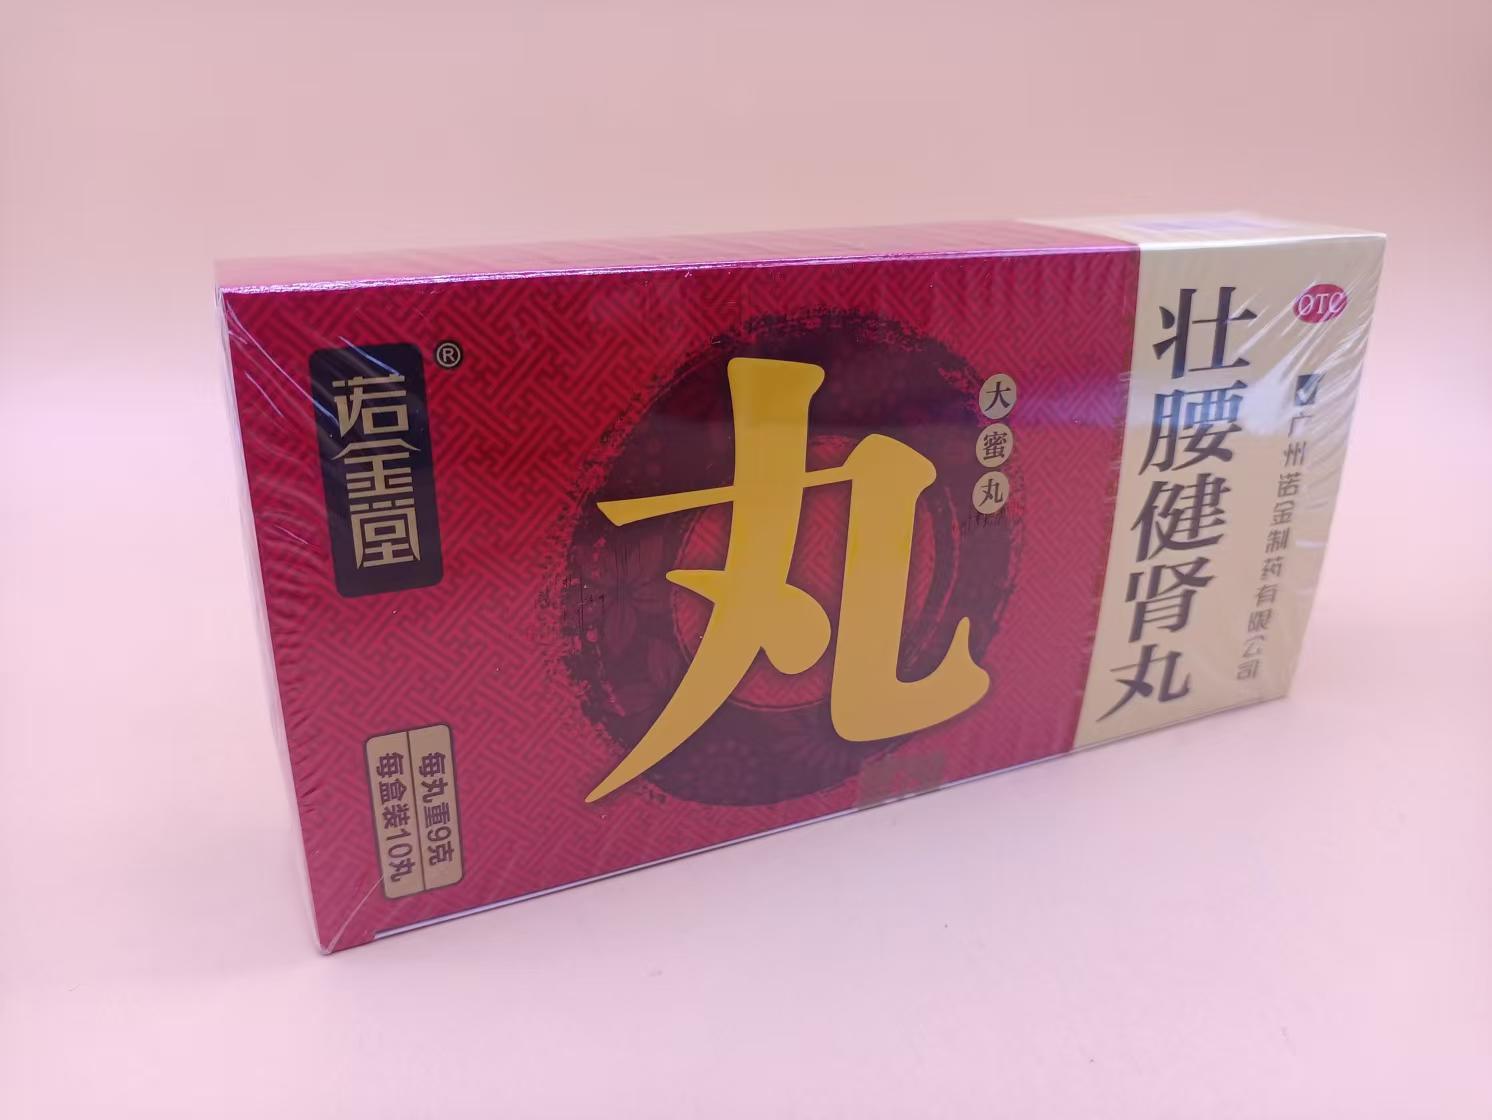 诺金堂
®
丸
大蜜丸
每丸重9克
每盒装10丸
壮腰健肾丸
OTC
广州诺金制药有限公司